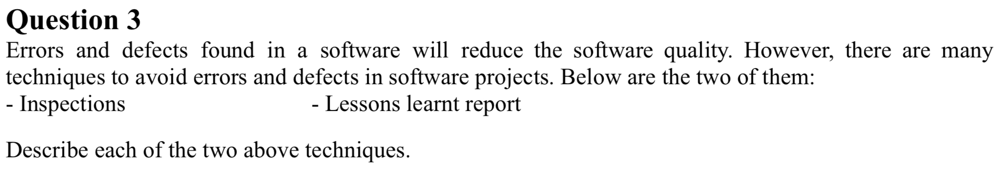 Question 3
Errors and defects found in a software will reduce the software quality. However, there are many
techniques to avoid errors and defects in software projects. Below are the two of them:
- Inspections - Lessons learnt report
Describe each of the two above techniques.